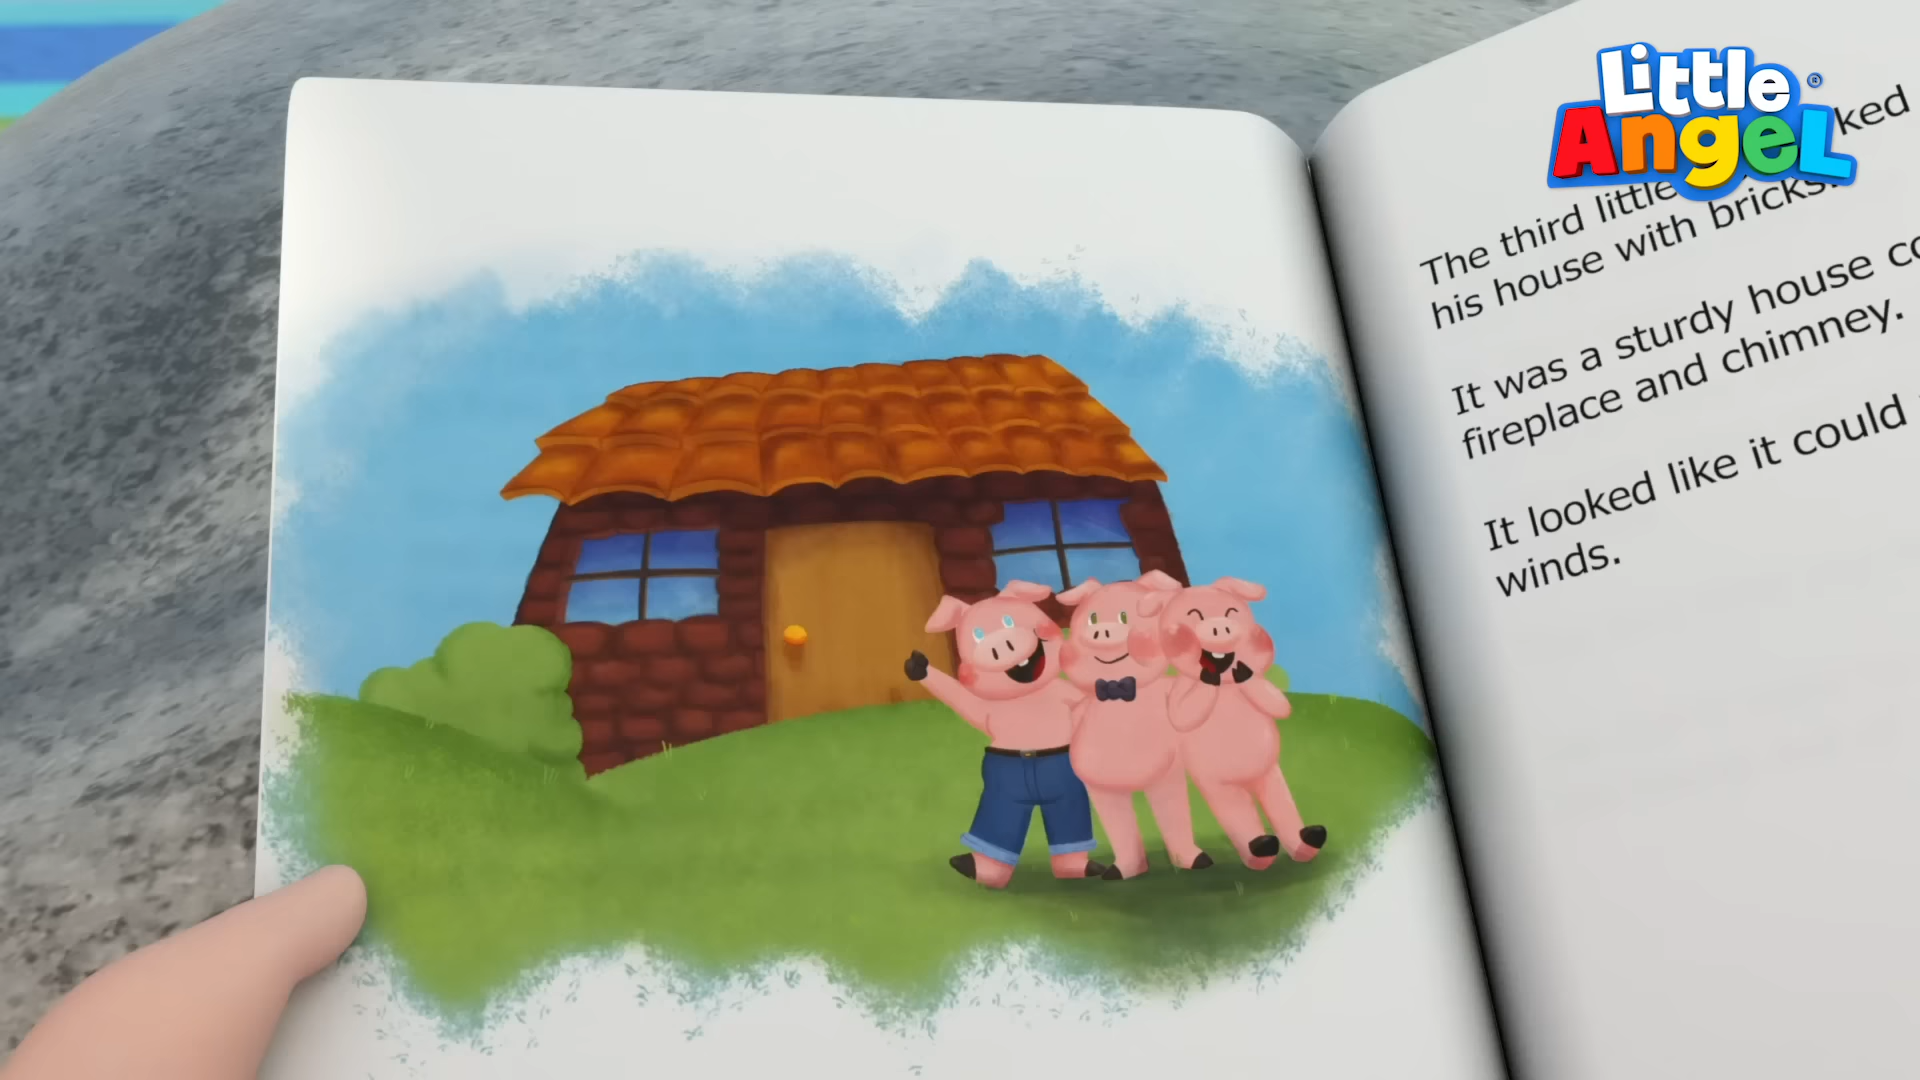 Little
Angel
®
ked
The third little
his house with bricks.
It was a sturdy house
fireplace and chimney.
It looked like it could
winds.